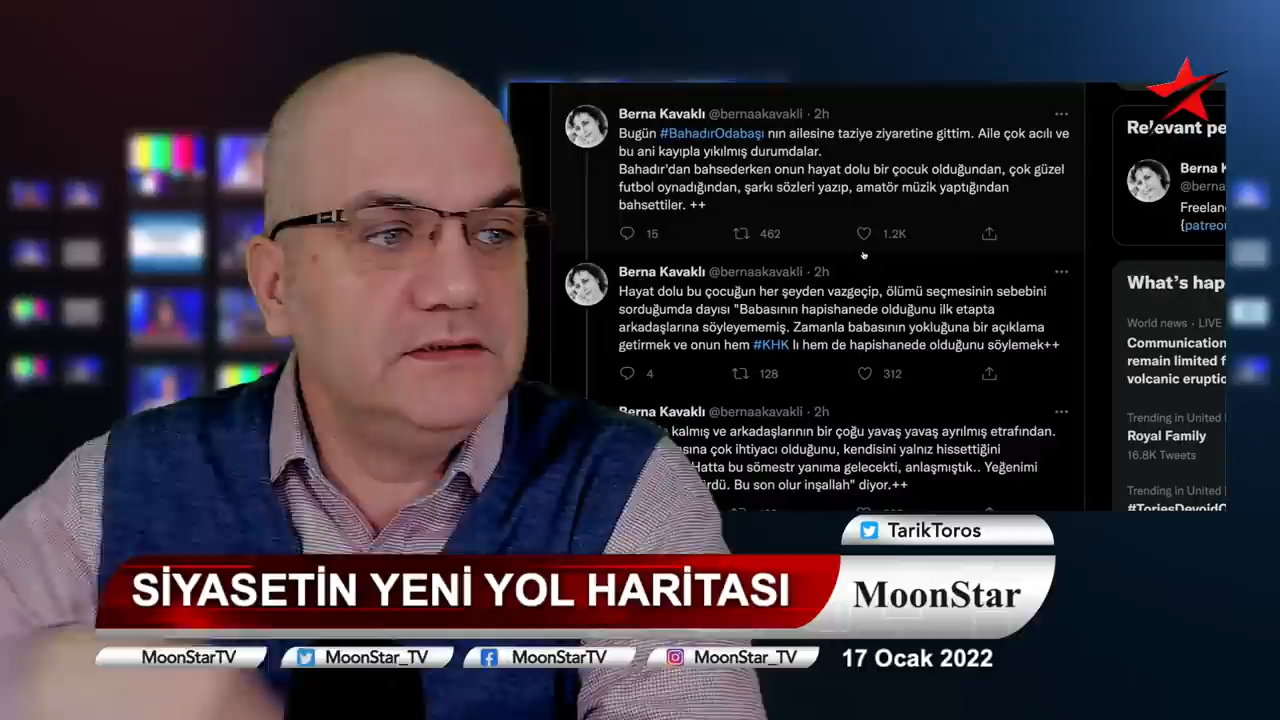 Berna Kavaklı @bernaakavakli · 2h
Bugün #BahadırOdabaşı nın ailesine taziye ziyaretine gittim. Aile çok acılı ve
bu ani kayıpla yıkılmış durumdalar.
Bahadır'dan bahsederken onun hayat dolu bir çocuk olduğundan, çok güzel
futbol oynadığından, şarkı sözleri yazıp, amatör müzik yaptığından
bahsettiler. ++
15 462 1.2K
Berna Kavaklı @bernaakavakli · 2h
Hayat dolu bu çocuğun her şeyden vazgeçip, ölümü seçmesinin sebebini
sorduğumda dayısı "Babasının hapishanede olduğunu ilk etapta
arkadaşlarına söyleyememiş. Zamanla babasının yokluğuna bir açıklama
getirmek ve onun hem #KHK lı hem de hapishanede olduğunu söylemek++
4 128 312
Berna Kavaklı @bernaakavakli · 2h
kalmış ve arkadaşlarının bir çoğu yavaş yavaş ayrılmış etrafından.
çok ihtiyacı olduğunu, kendisini yalnız hissettiğini
Hatta bu sömestr yanıma gelecekti, anlaşmıştık.. Yeğenimi
Bu son olur inşallah" diyor.++
Relevant pe
Berna
@berna
Freelan
{patreo
What's hap
World news · LIVE
Communication
remain limited f
volcanic eruptio
Trending in United
Royal Family
16.8K Tweets
Trending in United
#ToriesDevoidO
TarikToros
SİYASETİN YENİ YOL HARİTASI
MoonStar
MoonStarTV
MoonStar_TV
MoonStarTV
MoonStar_TV
17 Ocak 2022